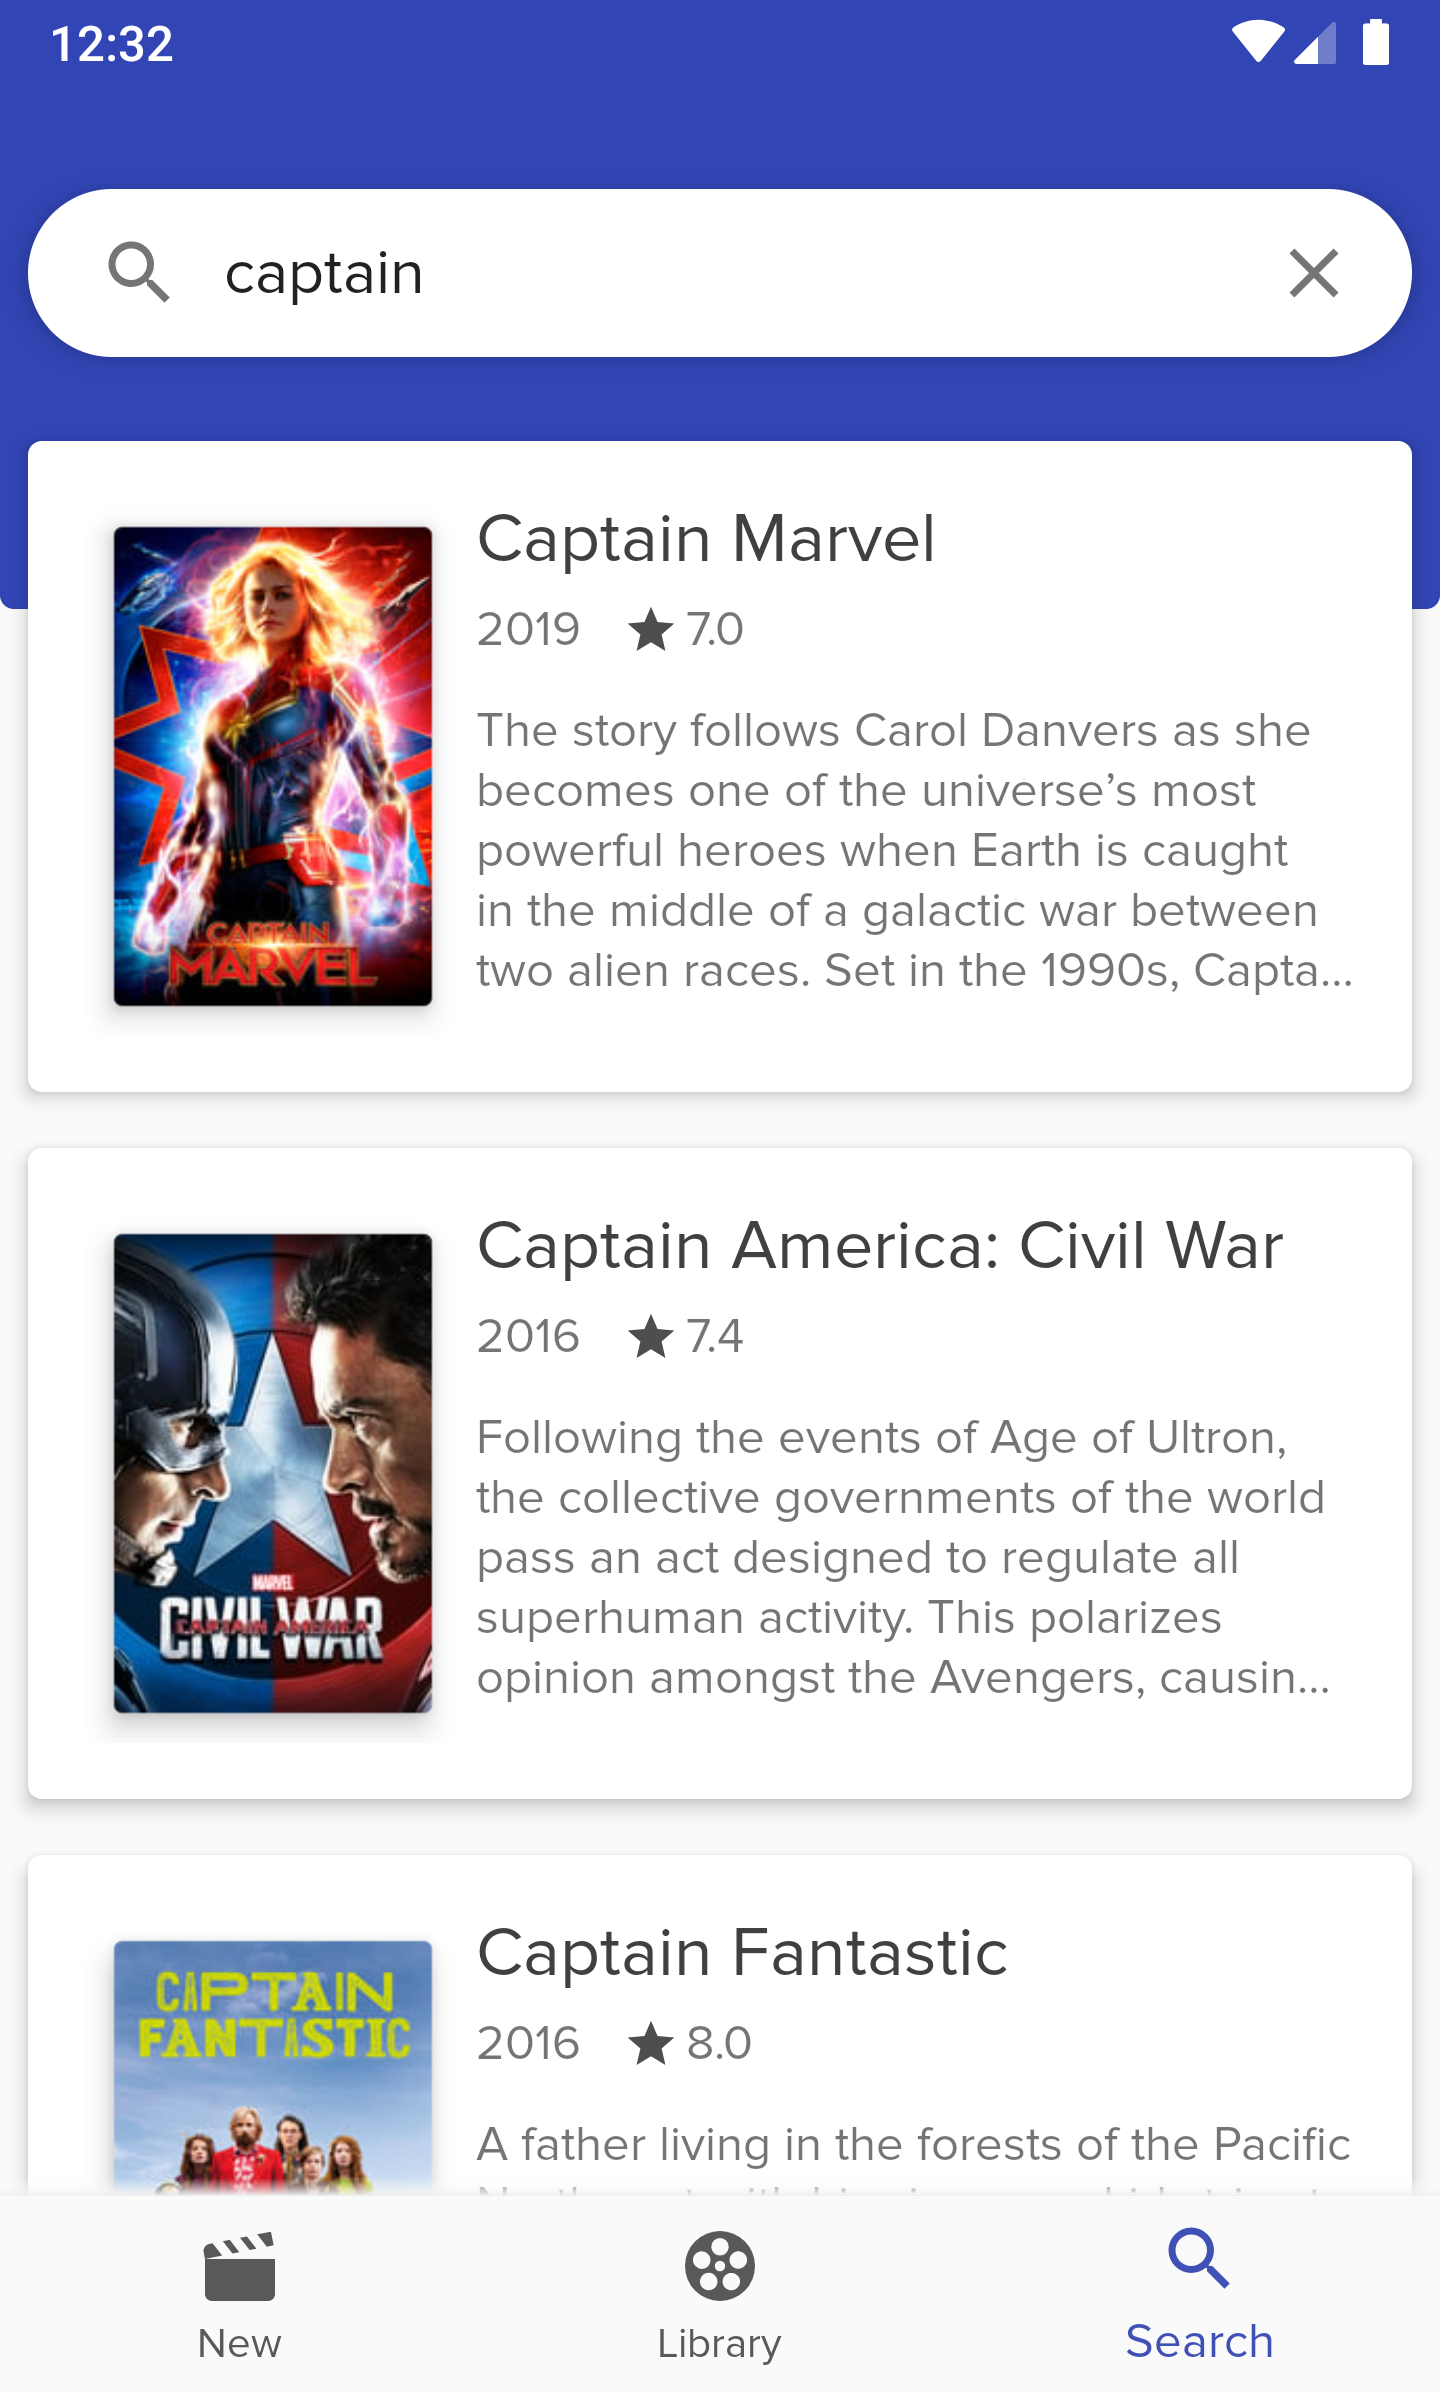 12:32
captain
Captain Marvel
2019 7.0
The story follows Carol Danvers as she
becomes one of the universe’s most
powerful heroes when Earth is caught
in the middle of a galactic war between
two alien races. Set in the 1990s, Capta...
CAPTAIN
MARVEL
Captain America: Civil War
2016 7.4
Following the events of Age of Ultron,
the collective governments of the world
pass an act designed to regulate all
superhuman activity. This polarizes
opinion amongst the Avengers, causin...
MARVEL
CIVIL WAR
CAPTAIN AMERICA
Captain Fantastic
2016 8.0
A father living in the forests of the Pacific
CAPTAIN
FANTASTIC
New
Library
Search